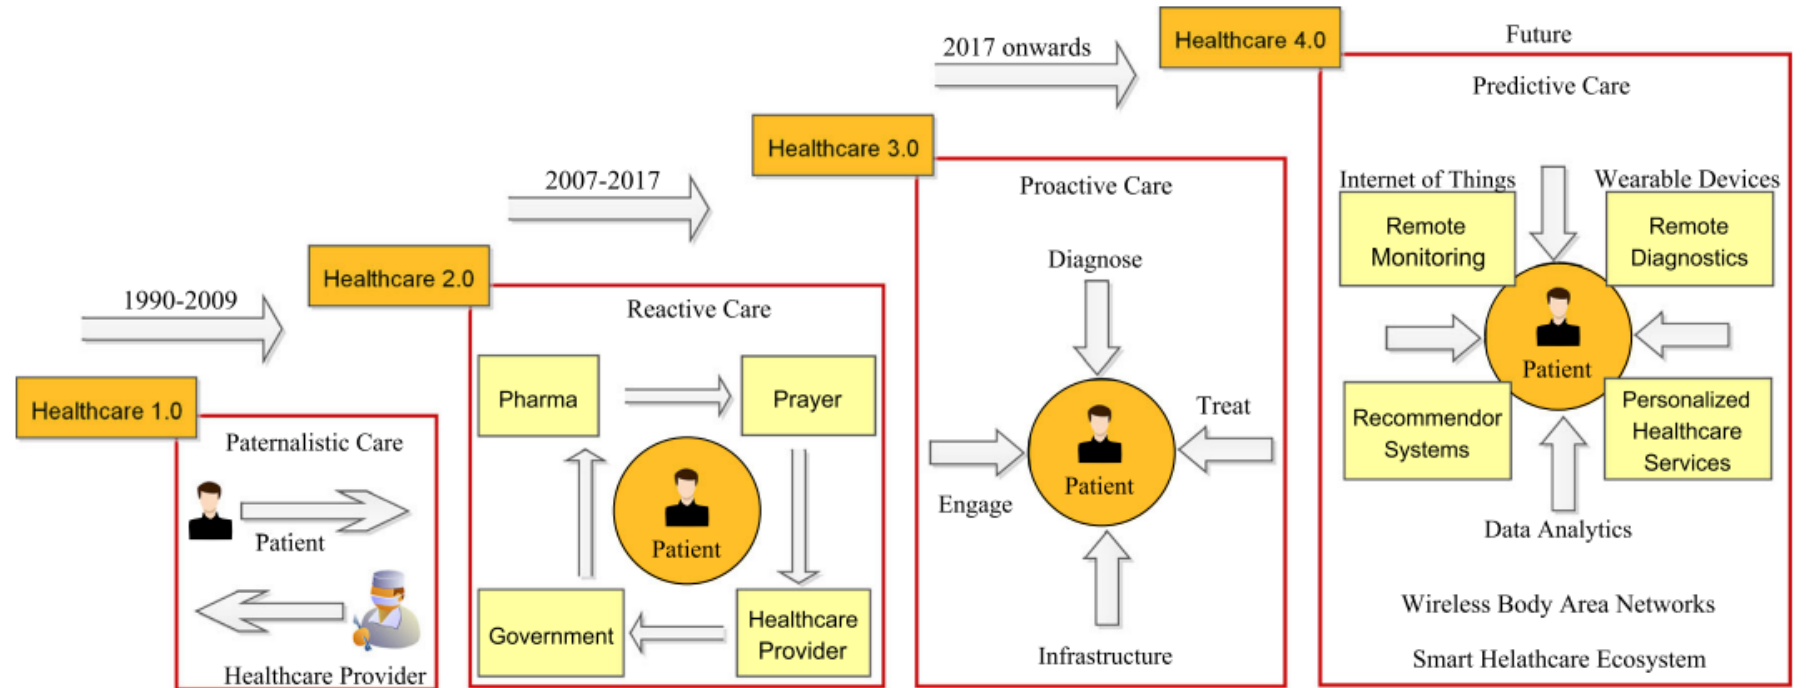 Healthcare 1.0
Paternalistic Care
Patient
Healthcare Provider
1990-2009
Healthcare 2.0
Reactive Care
Pharma
Prayer
Patient
Government
Healthcare
Provider
2007-2017
Healthcare 3.0
Proactive Care
Diagnose
Treat
Patient
Engage
Infrastructure
2017 onwards
Healthcare 4.0
Future
Predictive Care
Internet of Things
Wearable Devices
Remote
Monitoring
Remote
Diagnostics
Patient
Recommendor
Systems
Personalized
Healthcare
Services
Data Analytics
Wireless Body Area Networks
Smart Helathcare Ecosystem